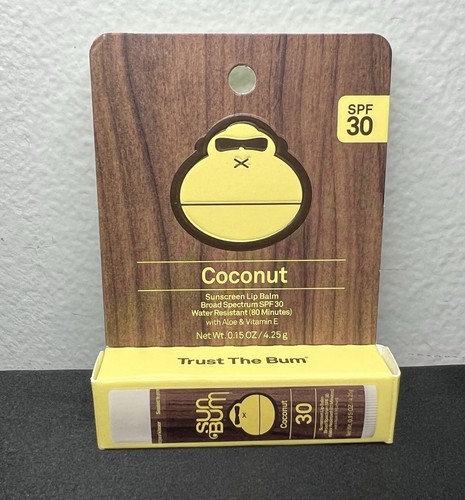 SPF
30
Coconut
Sunscreen Lip Balm
Broad Spectrum SPF 30
Water Resistant (80 Minutes)
with Aloe & Vitamin E
Net Wt. 0.15 OZ / 4.25 g
Trust The Bum®
SUN
BUM
Coconut
30